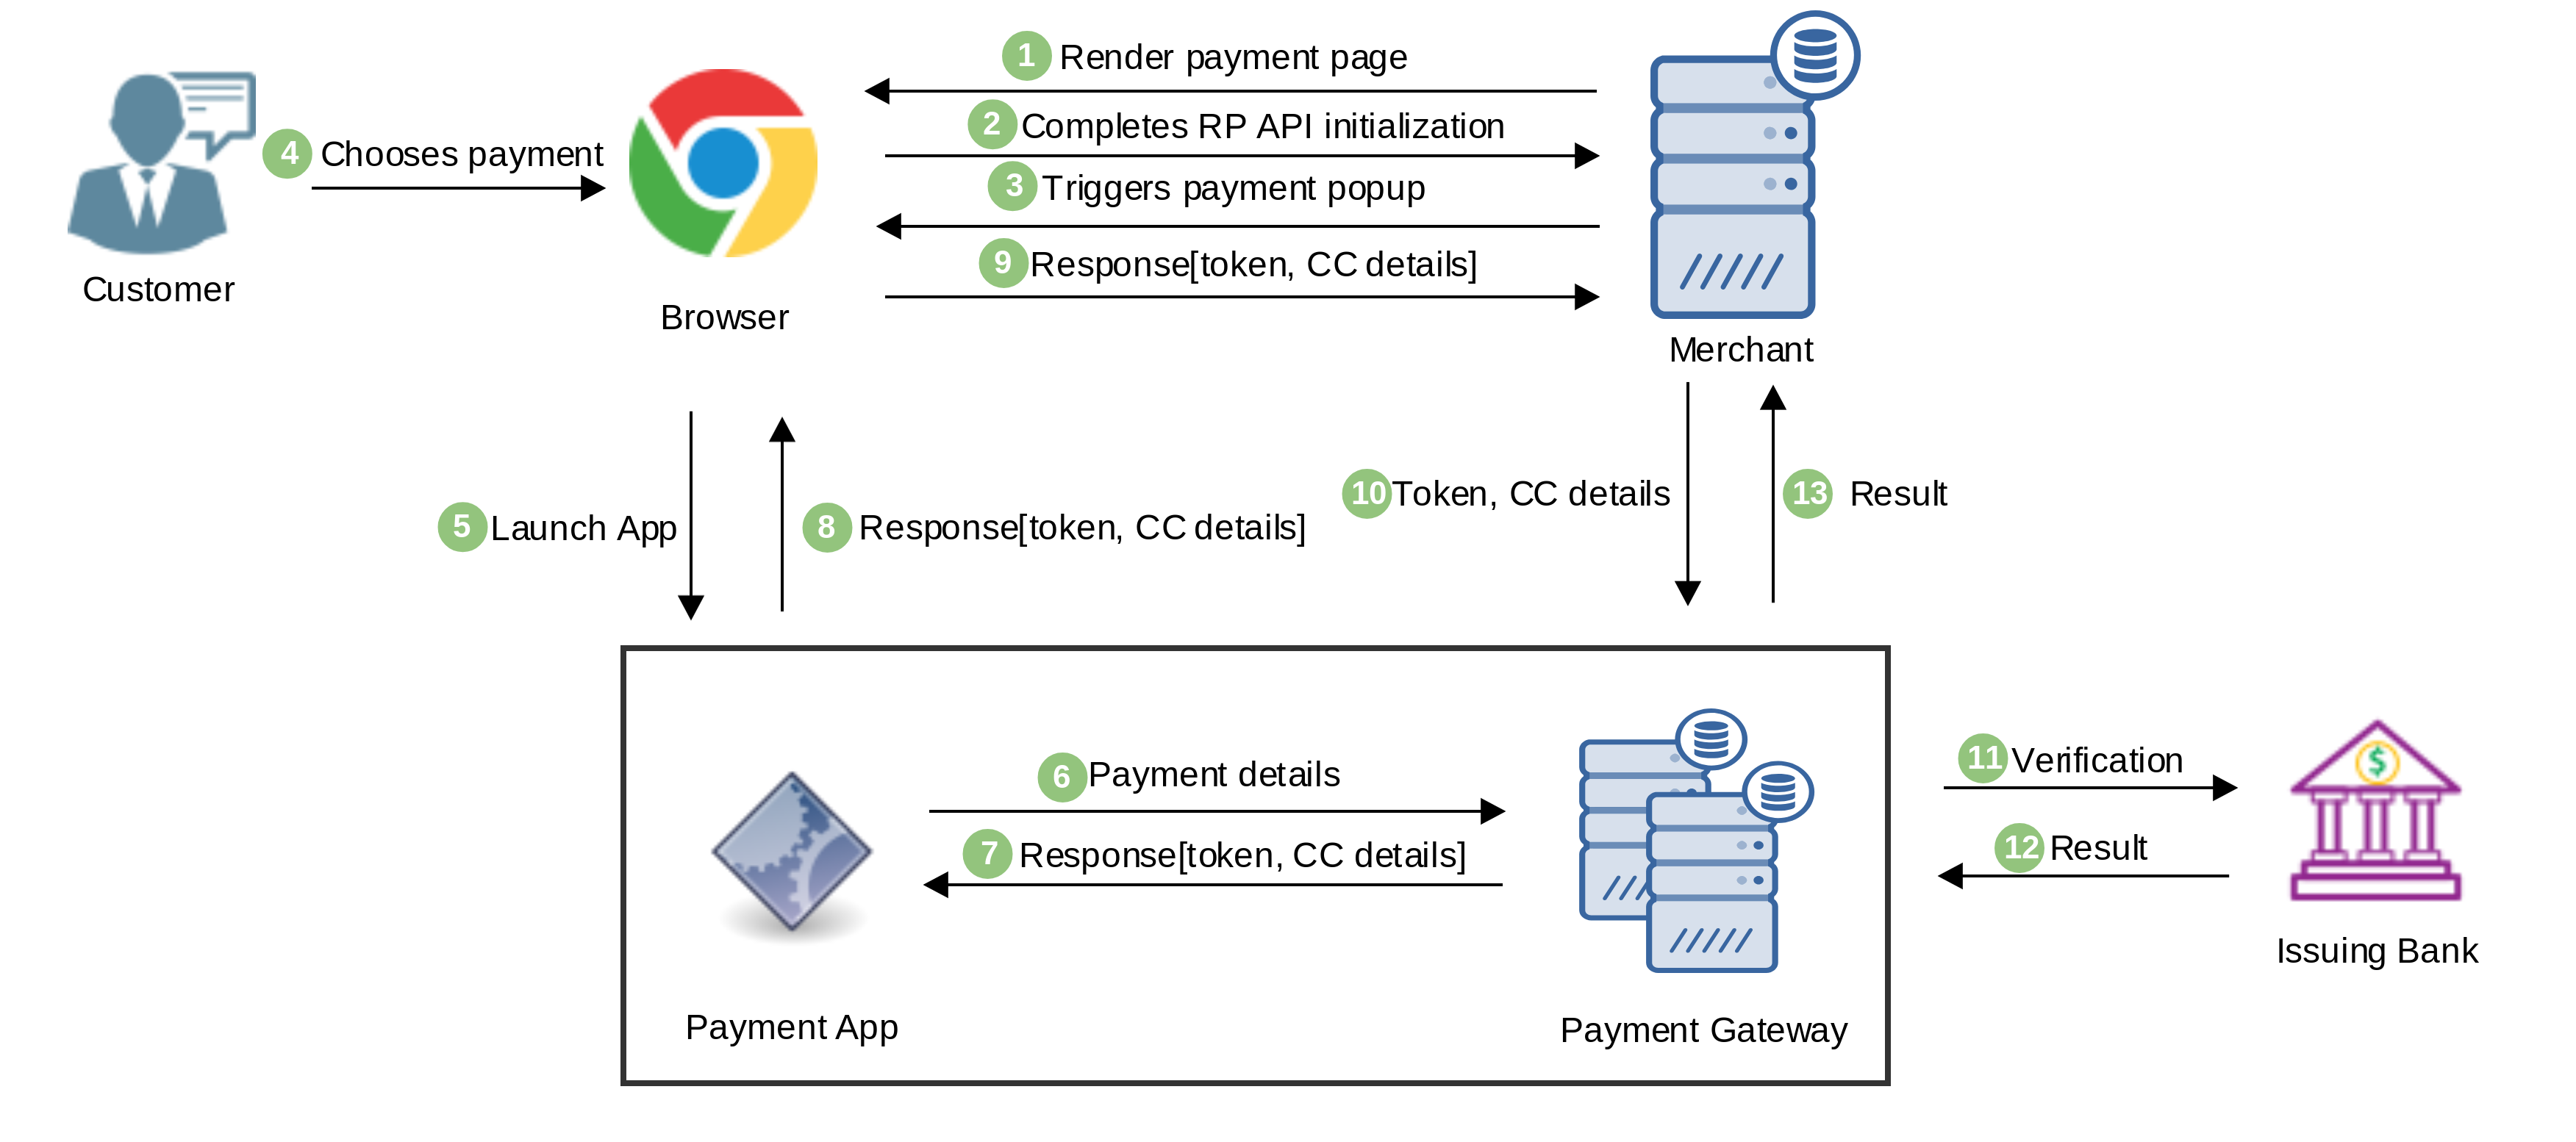 1 Render payment page
2 Completes RP API initialization
4 Chooses payment
3 Triggers payment popup
9 Response[token, CC details]
Customer
Browser
Merchant
5 Launch App
8 Response[token, CC details]
10 Token, CC details
13 Result
6 Payment details
7 Response[token, CC details]
11 Verification
$
12 Result
Issuing Bank
Payment App
Payment Gateway